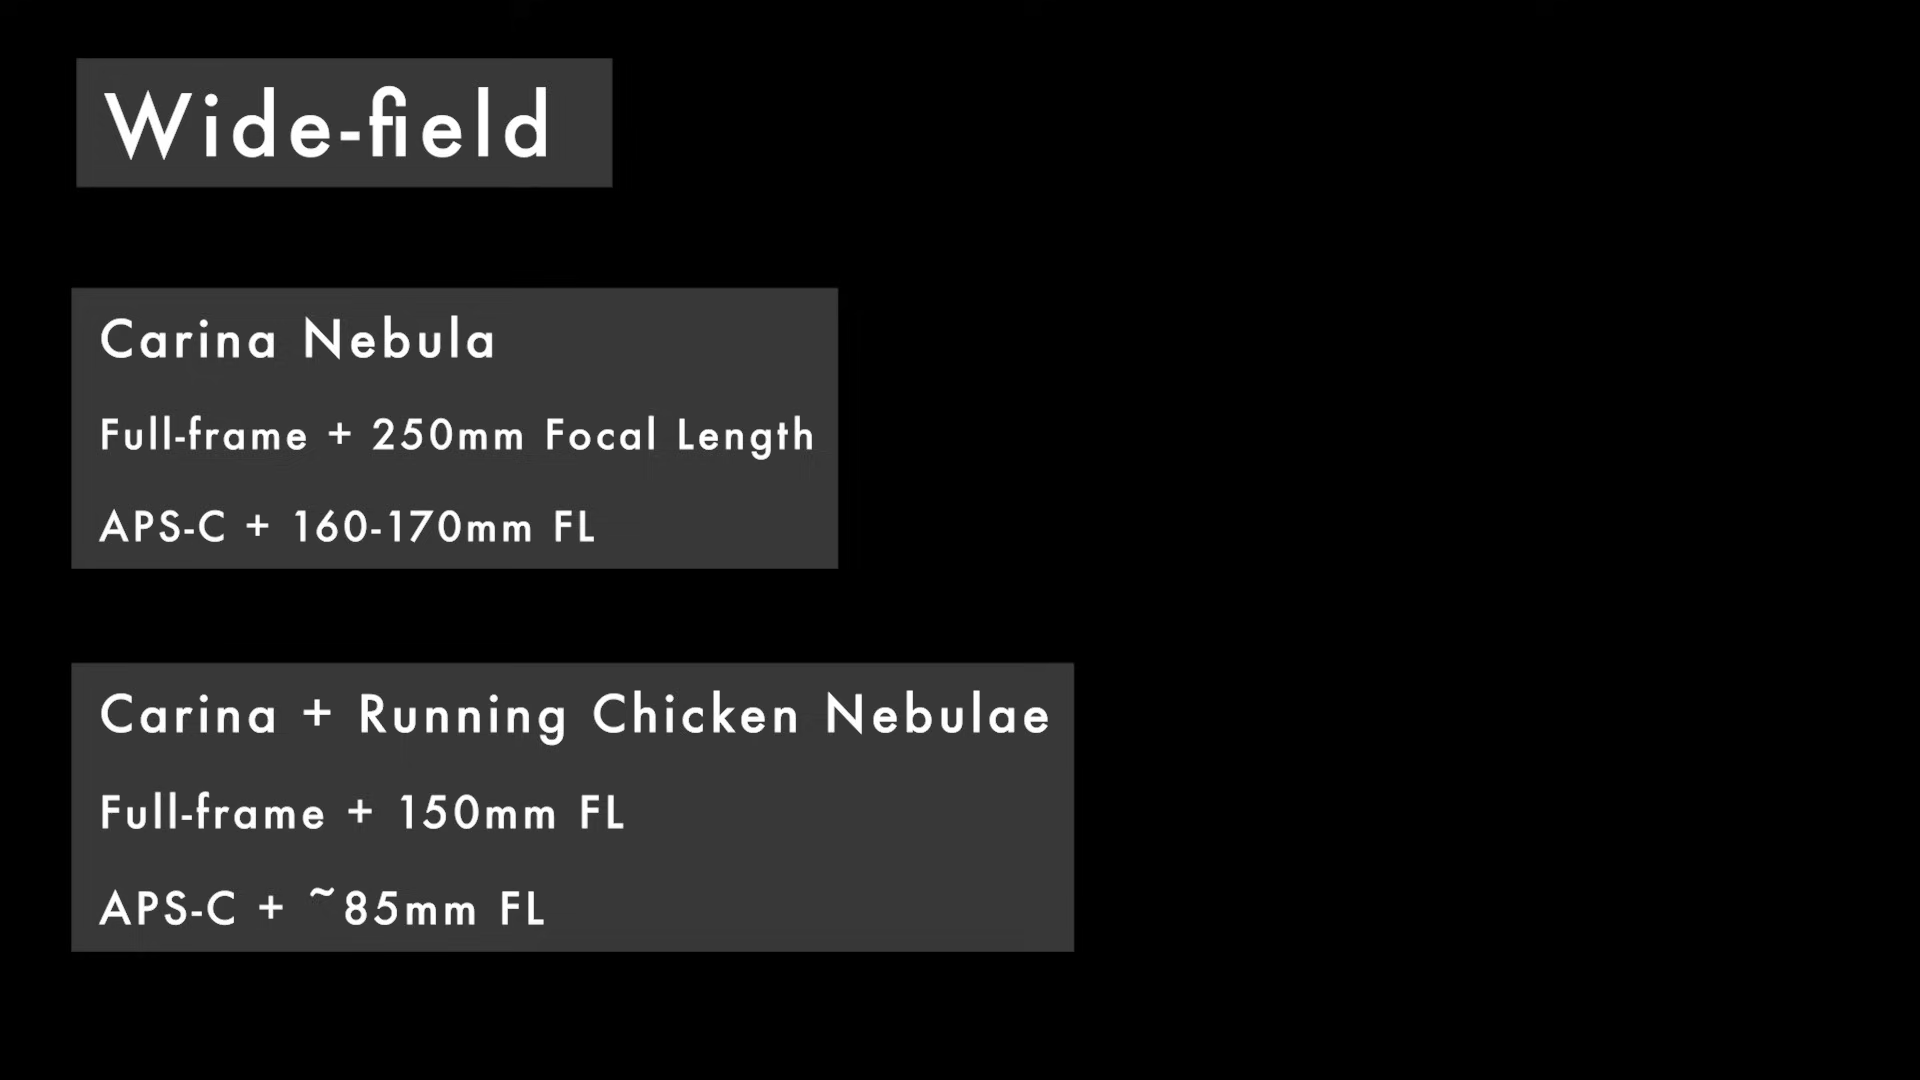 Wide-field
Carina Nebula
Full-frame + 250mm Focal Length
APS-C + 160-170mm FL
Carina + Running Chicken Nebulae
Full-frame + 150mm FL
APS-C + ~85mm FL